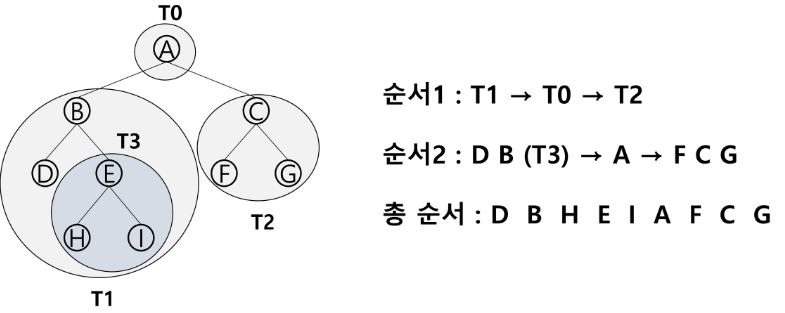 T0
A
B
C
T3
D
E
F
G
H
I
T2
T1
순서1 : T1 → T0 → T2
순서2 : D B (T3) → A → F C G
총 순서 : D B H E I A F C G